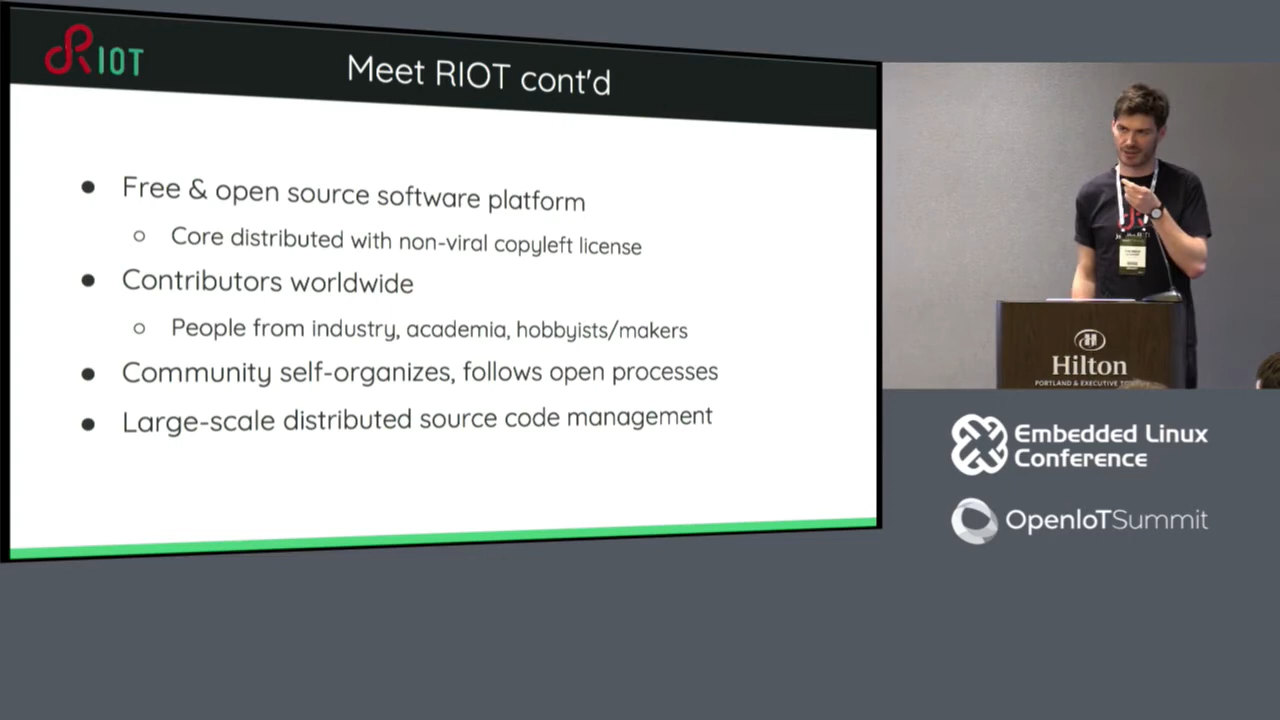 RIOT
Meet RIOT cont'd
Free & open source software platform
Core distributed with non-viral copyleft license
Contributors worldwide
People from industry, academia, hobbyists/makers
Community self-organizes, follows open processes
Large-scale distributed source code management
Hilton
PORTLAND & EXECUTIVE
Embedded Linux
Conference
OpenIoTSummit